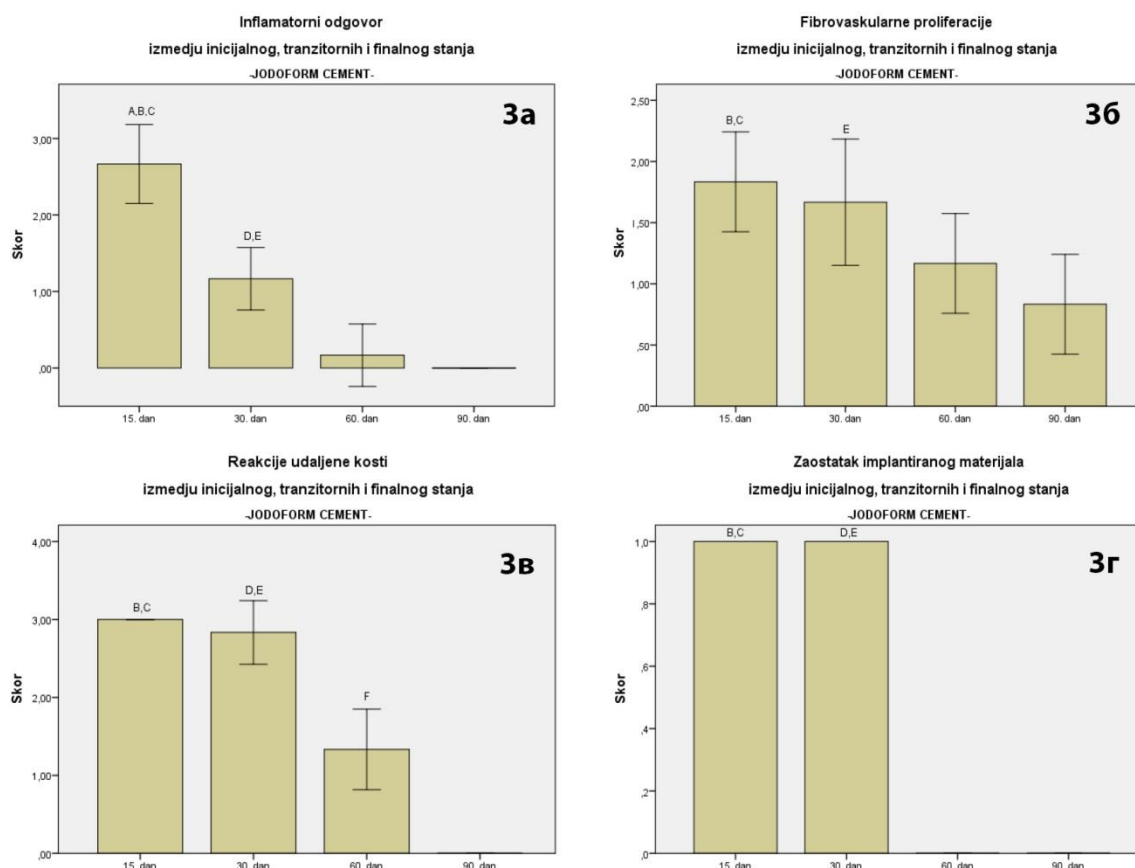 Inflamatorni odgovor
izmedju inicijalnog, tranzitornih i finalnog stanja
-JODOFORM CEMENT-
3а
A,B,C
D,E
3,00
2,00
1,00
,00
Skor
15. dan 30. dan 60. dan 90. dan
Fibrovaskularne proliferacije
izmedju inicijalnog, tranzitornih i finalnog stanja
-JODOFORM CEMENT-
3б
B,C
E
2,50
2,00
1,50
1,00
,50
,00
Skor
15. dan 30. dan 60. dan 90. dan
Reakcije udaljene kosti
izmedju inicijalnog, tranzitornih i finalnog stanja
-JODOFORM CEMENT-
3в
B,C
D,E
F
4,00
3,00
2,00
1,00
,00
Skor
15. dan 30. dan 60. dan 90. dan
Zaostatak implantiranog materijala
izmedju inicijalnog, tranzitornih i finalnog stanja
-JODOFORM CEMENT-
3г
B,C
D,E
1,0
,8
,6
,4
,2
,0
Skor
15. dan 30. dan 60. dan 90. dan